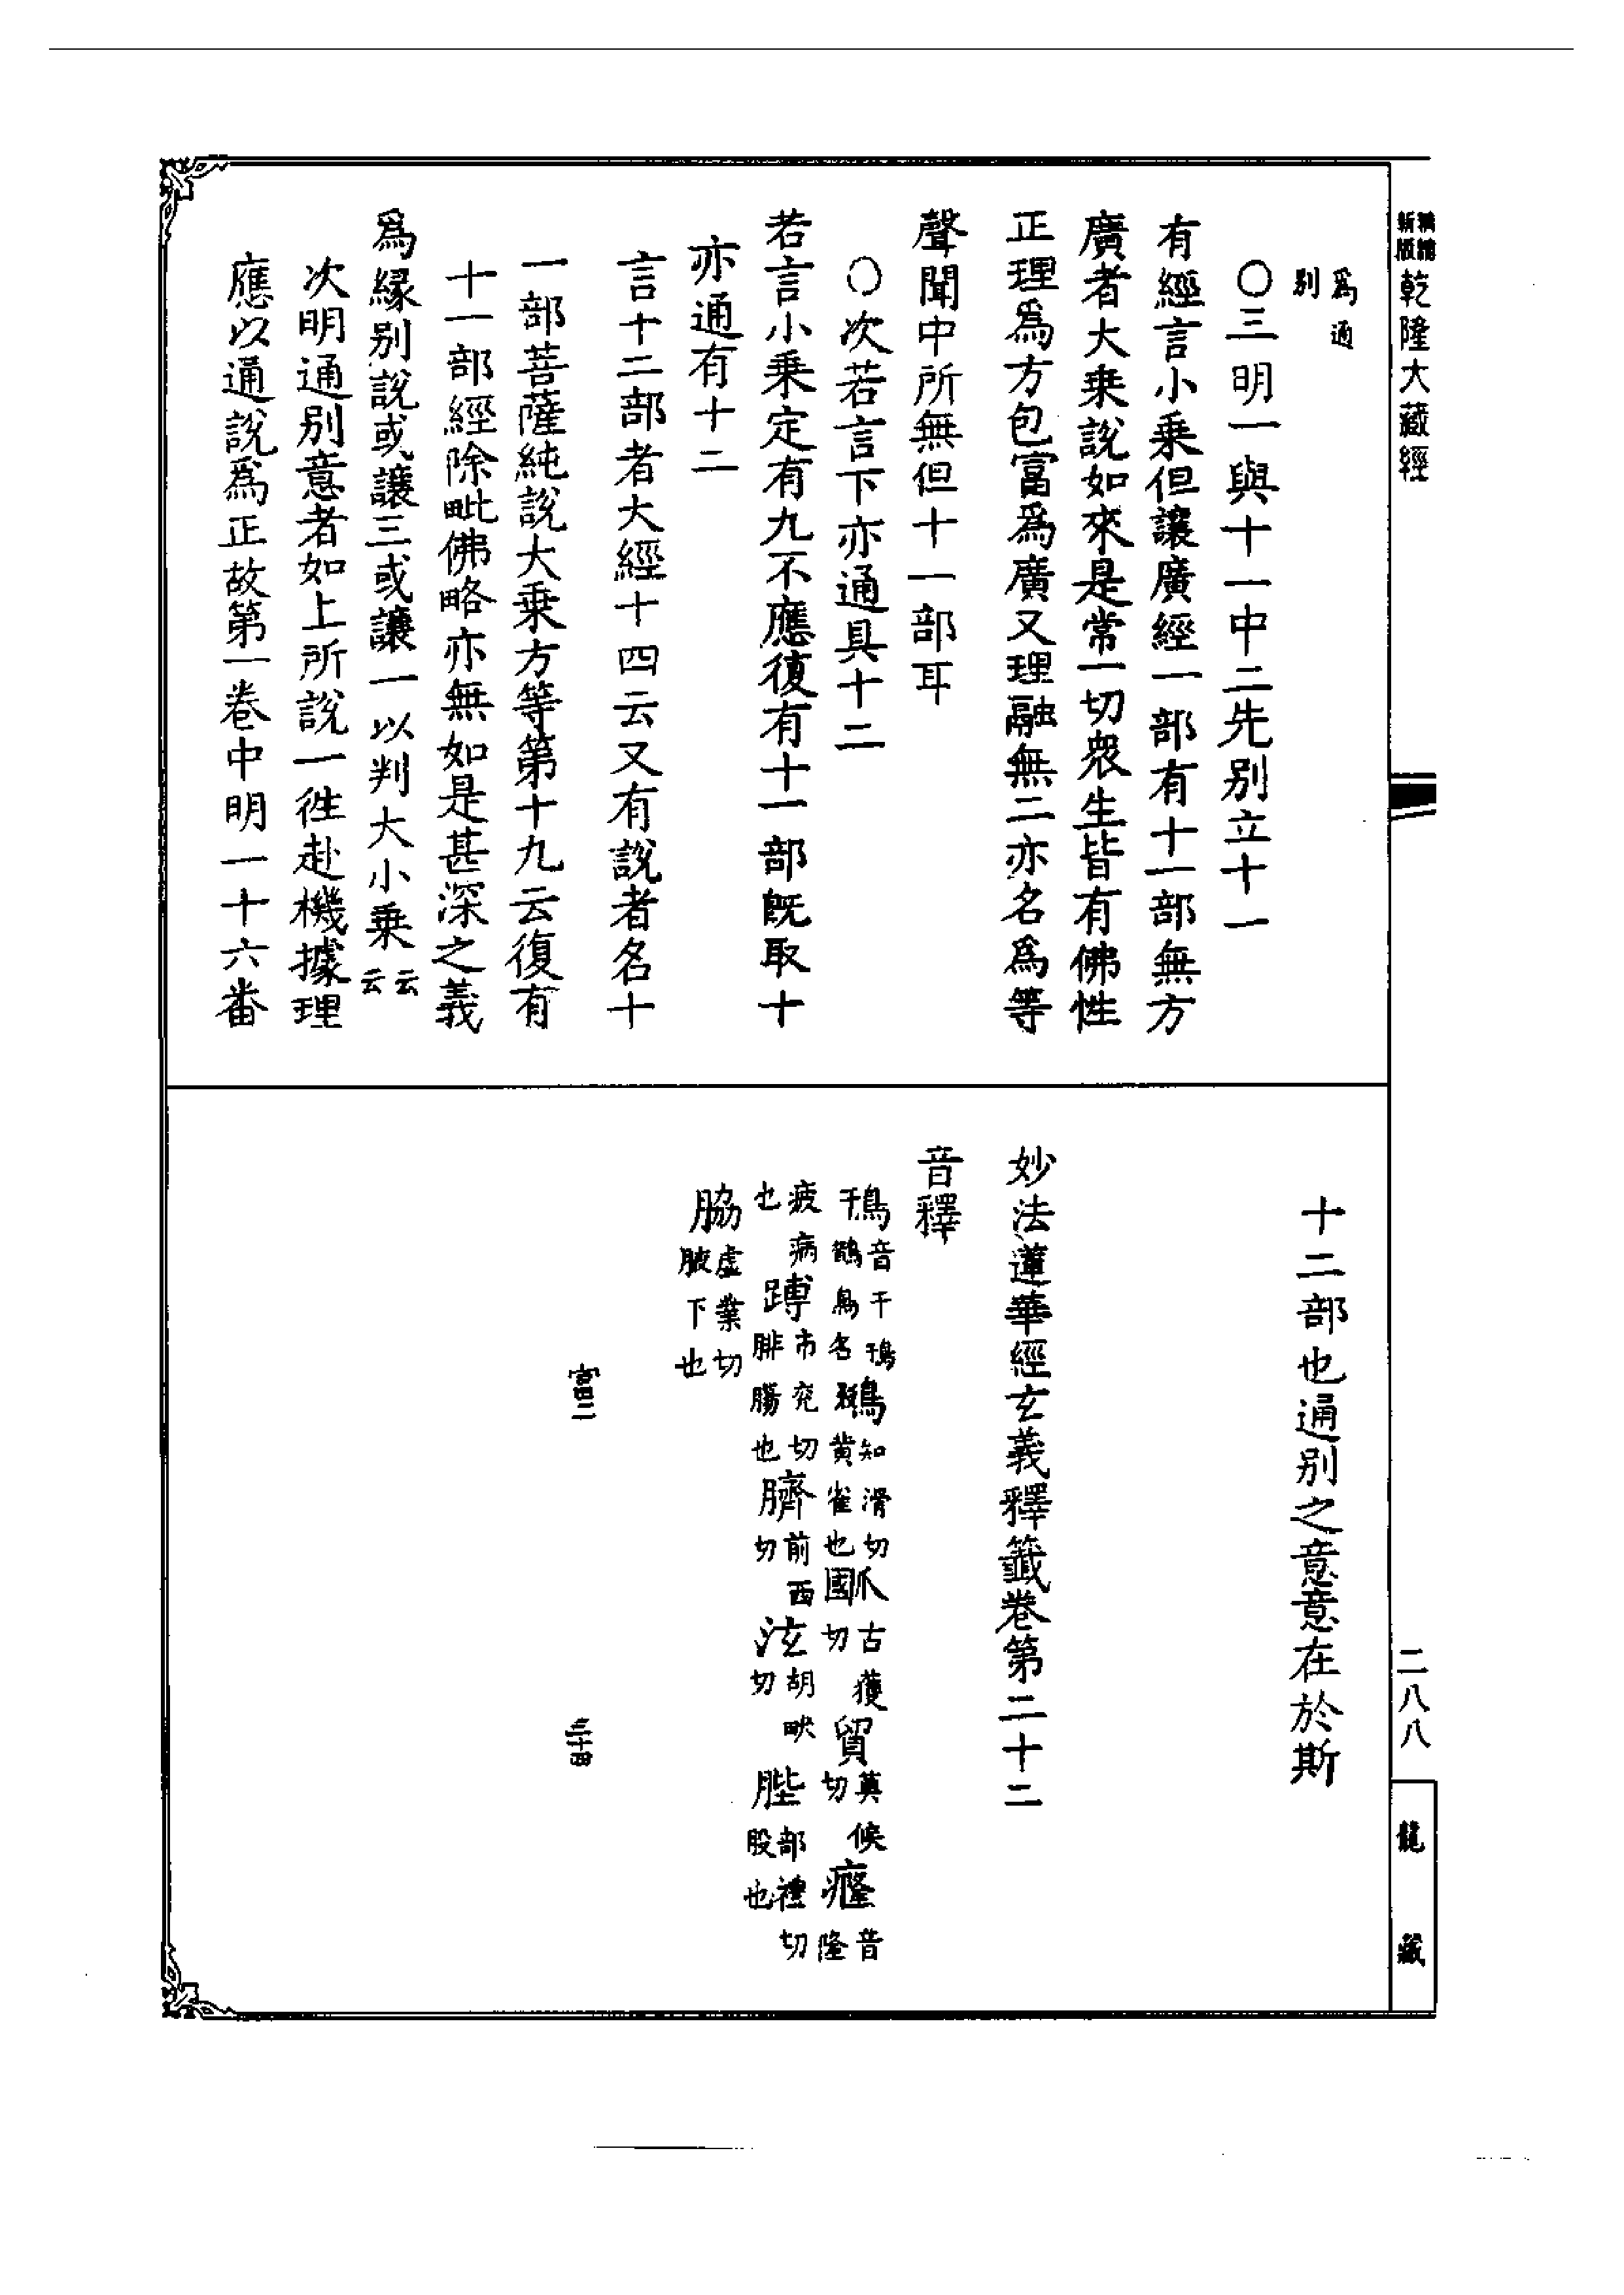 新版精縮
乾隆大藏經
二八八
龍藏
爲通別
〇三明一與十一中二先別立十一
有經言小乘但讓廣經一部有十一部無方
廣者大乘說如來是常一切衆生皆有佛性
正理爲方包富爲廣又理融無二亦名爲等
聲聞中所無但十一部耳
〇次若言下亦通具十二
若言小乘定有九不應復有十一部旣取十
亦通有十二
言十二部者大經十四云又有說者名十
一部菩薩純說大乘方等第十九云復有
十一部經除毗佛略亦無如是甚深之義
爲緣別說或讓三或讓一以判大小乘云云
次明通別意者如上所說一徃赴機據理
應以通說爲正故第一卷中明一十六番
十二部也通別之意意在於斯
妙法蓮華經玄義釋籤卷第二十二
音釋
鳱音干鳱鵲鳥名鵽知滑切鵽黃雀也㧓古獲切國貿莫候切癃音隆
疲病也䏝市兖切腓腸也臍前西切泫胡畎切䏶部禮切股也
脇虛業切腋下也
富二
三十四